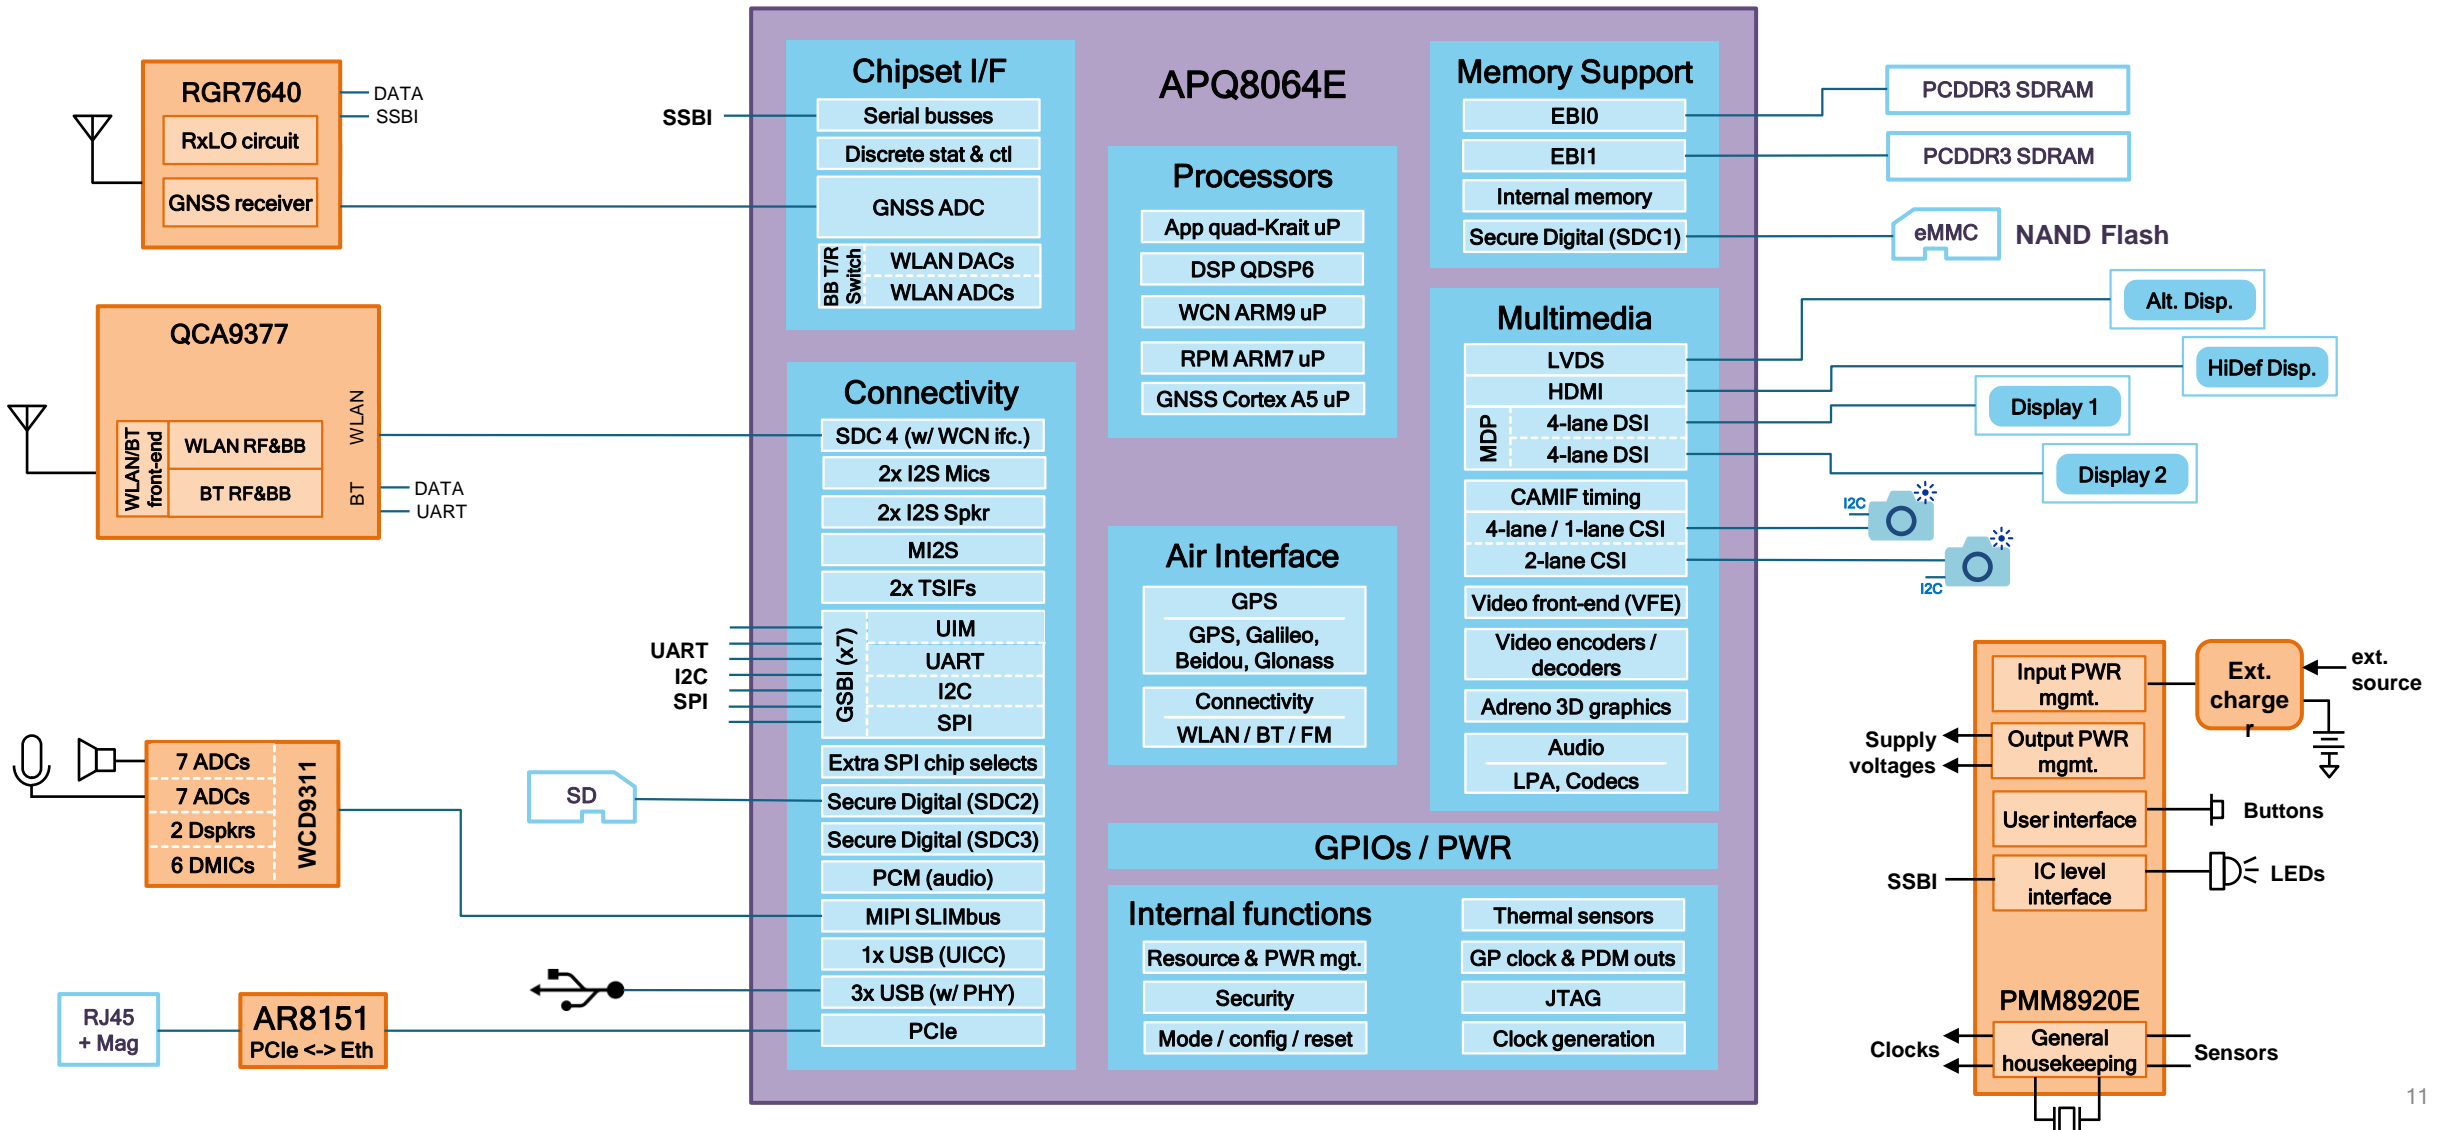 RGR7640
RxLO circuit
GNSS receiver
DATA
SSBI
QCA9377
WLAN/BT
front-end
WLAN RF&BB
BT RF&BB
WLAN
BT
DATA
UART
7 ADCs
7 ADCs
2 Dspkrs
6 DMICs
WCD9311
RJ45
+ Mag
AR8151
PCIe <-> Eth
SSBI
UART
I2C
SPI
SD
APQ8064E
Chipset I/F
Serial busses
Discrete stat & ctl
GNSS ADC
BB T/R
Switch
WLAN DACs
WLAN ADCs
Connectivity
SDC 4 (w/ WCN ifc.)
2x I2S Mics
2x I2S Spkr
MI2S
2x TSIFs
GSBI (x7)
UIM
UART
I2C
SPI
Extra SPI chip selects
Secure Digital (SDC2)
Secure Digital (SDC3)
PCM (audio)
MIPI SLIMbus
1x USB (UICC)
3x USB (w/ PHY)
PCIe
Processors
App quad-Krait uP
DSP QDSP6
WCN ARM9 uP
RPM ARM7 uP
GNSS Cortex A5 uP
Air Interface
GPS
GPS, Galileo,
Beidou, Glonass
Connectivity
WLAN / BT / FM
Memory Support
EBI0
EBI1
Internal memory
Secure Digital (SDC1)
Multimedia
LVDS
HDMI
MDP
4-lane DSI
4-lane DSI
CAMIF timing
4-lane / 1-lane CSI
2-lane CSI
Video front-end (VFE)
Video encoders /
decoders
Adreno 3D graphics
Audio
LPA, Codecs
GPIOs / PWR
Internal functions
Resource & PWR mgt.
Security
Mode / config / reset
Thermal sensors
GP clock & PDM outs
JTAG
Clock generation
PCDDR3 SDRAM
PCDDR3 SDRAM
eMMC
NAND Flash
Alt. Disp.
HiDef Disp.
Display 1
Display 2
I2C
I2C
Input PWR
mgmt.
Output PWR
mgmt.
User interface
IC level
interface
PMM8920E
General
housekeeping
Ext.
charge
r
ext.
source
Supply
voltages
Buttons
SSBI
LEDs
Clocks
Sensors
11